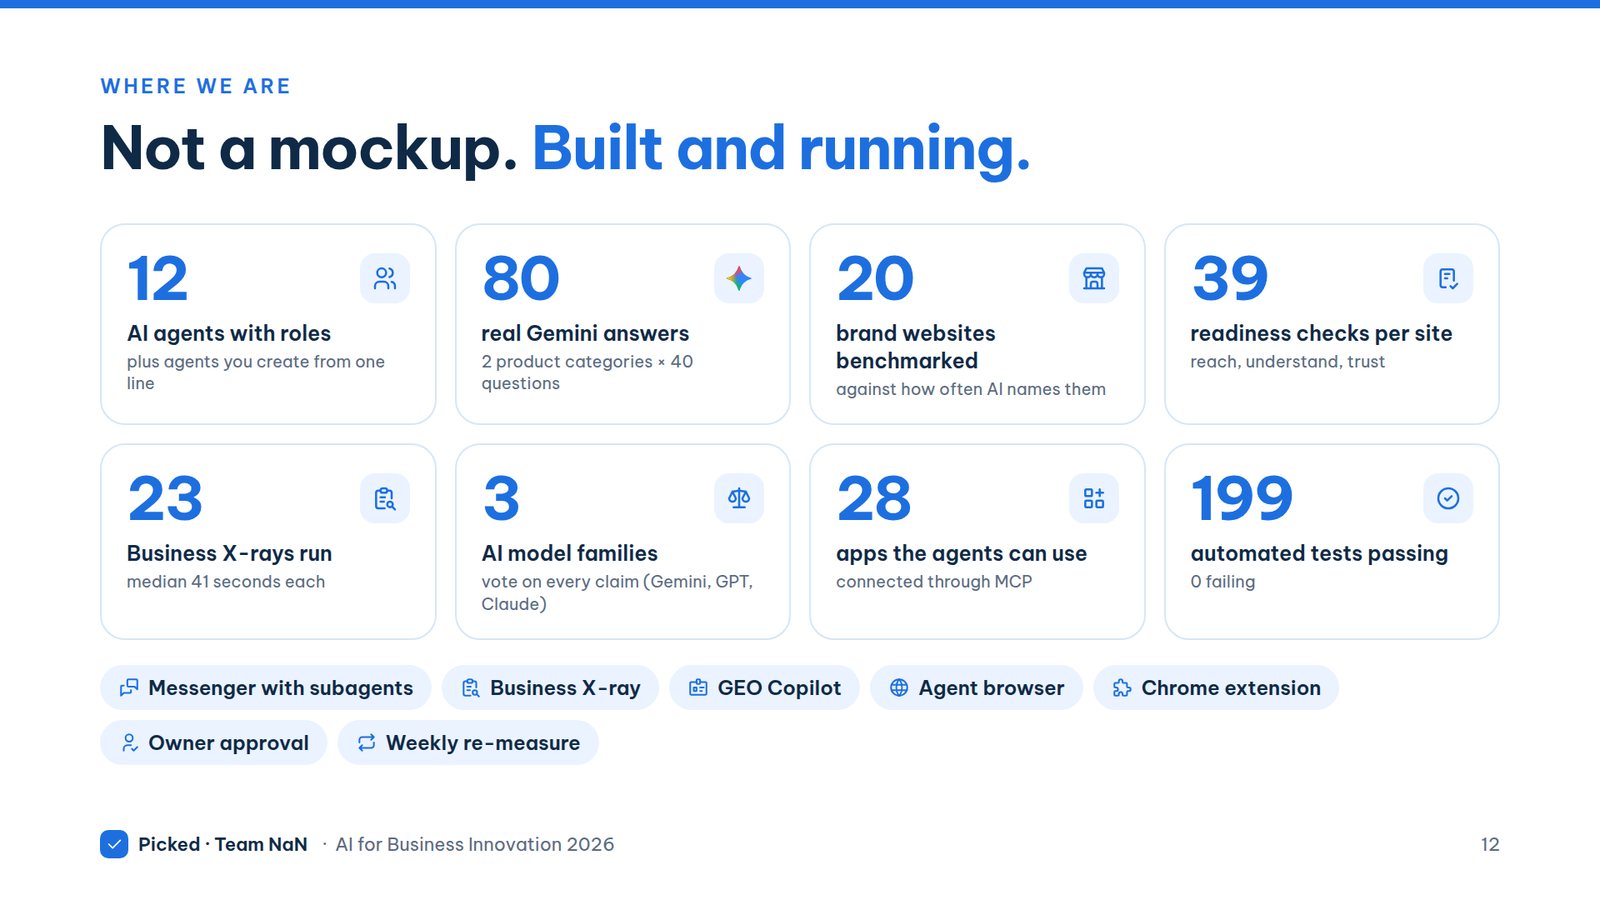 WHERE WE ARE
Not a mockup. Built and running.
12
AI agents with roles
plus agents you create from one
line
80
real Gemini answers
2 product categories × 40
questions
20
brand websites
benchmarked
against how often AI names them
39
readiness checks per site
reach, understand, trust
23
Business X-rays run
median 41 seconds each
3
AI model families
vote on every claim (Gemini, GPT,
Claude)
28
apps the agents can use
connected through MCP
199
automated tests passing
0 failing
Messenger with subagents
Business X-ray
GEO Copilot
Agent browser
Chrome extension
Owner approval
Weekly re-measure
Picked · Team NaN · AI for Business Innovation 2026
12